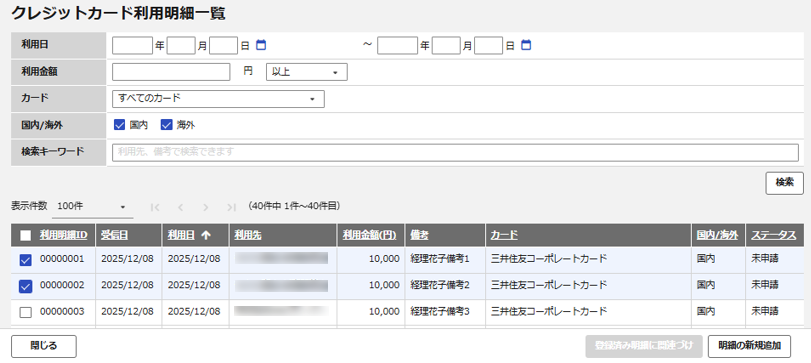 クレジットカード利用明細一覧
利用日 年 月 日 ～ 年 月 日
利用金額 円 以上
カード すべてのカード
国内/海外 国内 海外
検索キーワード 利用先、備考で検索できます
検索
表示件数 100件 (40件中 1件～40件目)
利用明細ID 受信日 利用日 利用先 利用金額(円) 備考 カード 国内/海外 ステータス
00000001 2025/12/08 2025/12/08 10,000 経理花子備考1 三井住友コーポレートカード 国内 未申請
00000002 2025/12/08 2025/12/08 10,000 経理花子備考2 三井住友コーポレートカード 国内 未申請
00000003 2025/12/08 2025/12/08 10,000 経理花子備考3 三井住友コーポレートカード 国内 未申請
閉じる 登録済み明細に関連づけ 明細の新規追加